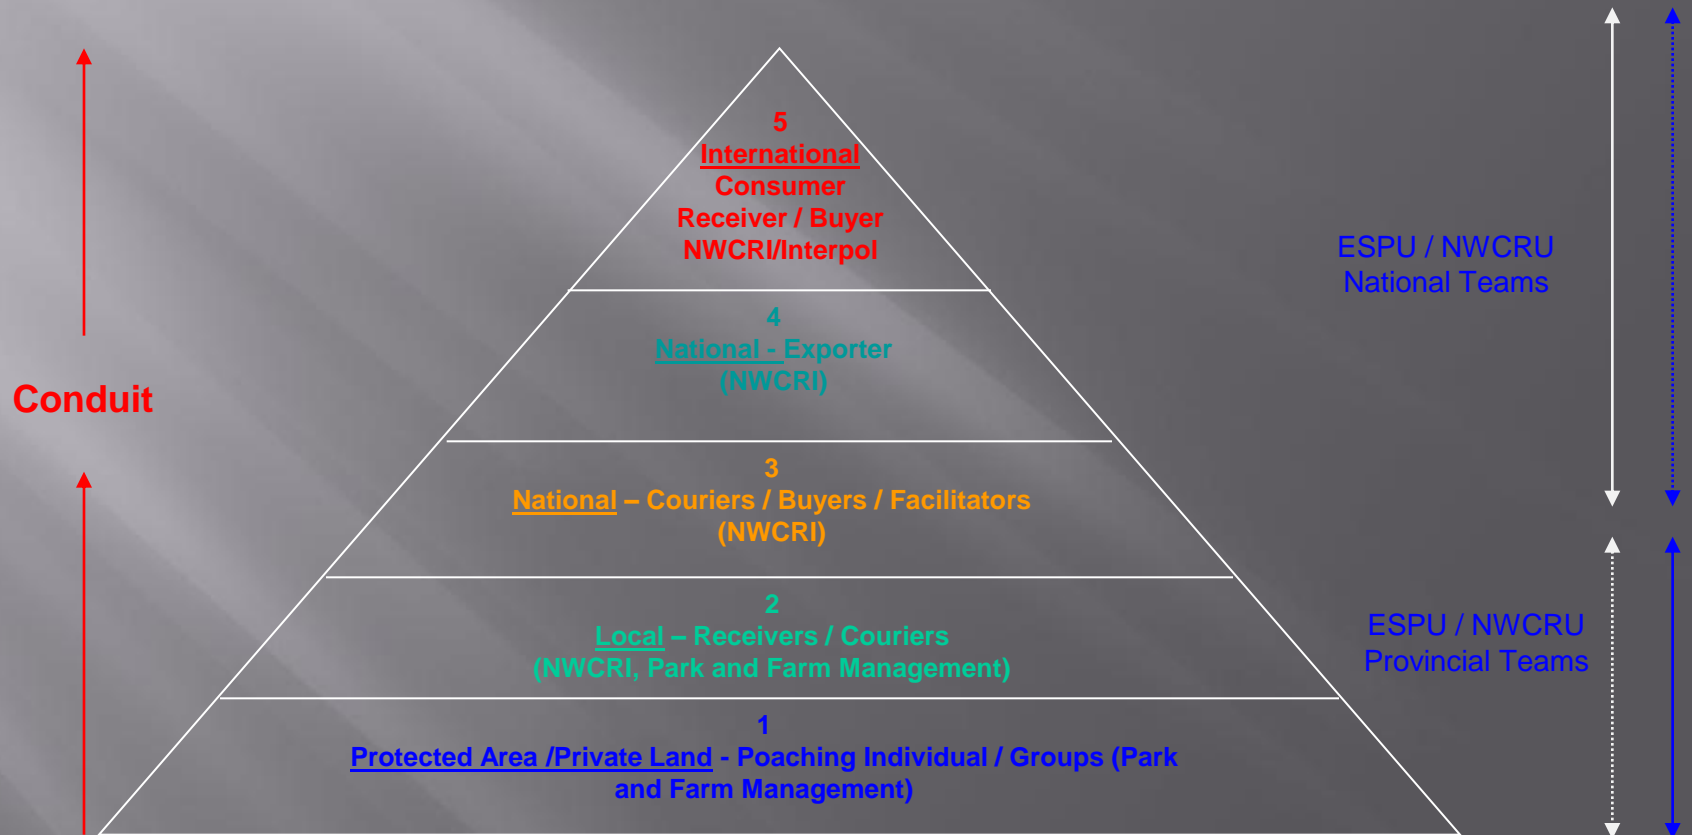 5
International
Consumer
Receiver / Buyer
NWCRI/Interpol
4
National - Exporter
(NWCRI)
3
National – Couriers / Buyers / Facilitators
(NWCRI)
2
Local – Receivers / Couriers
(NWCRI, Park and Farm Management)
1
Protected Area /Private Land - Poaching Individual / Groups (Park
and Farm Management)
Conduit
ESPU / NWCRU
National Teams
ESPU / NWCRU
Provincial Teams